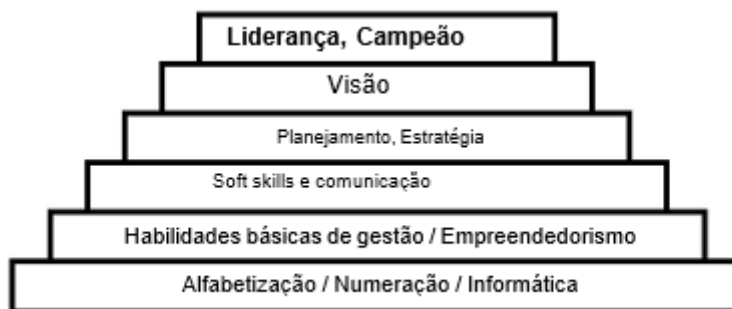 Liderança, Campeão
Visão
Planejamento, Estratégia
Soft skills e comunicação
Habilidades básicas de gestão / Empreendedorismo
Alfabetização / Numeração / Informática